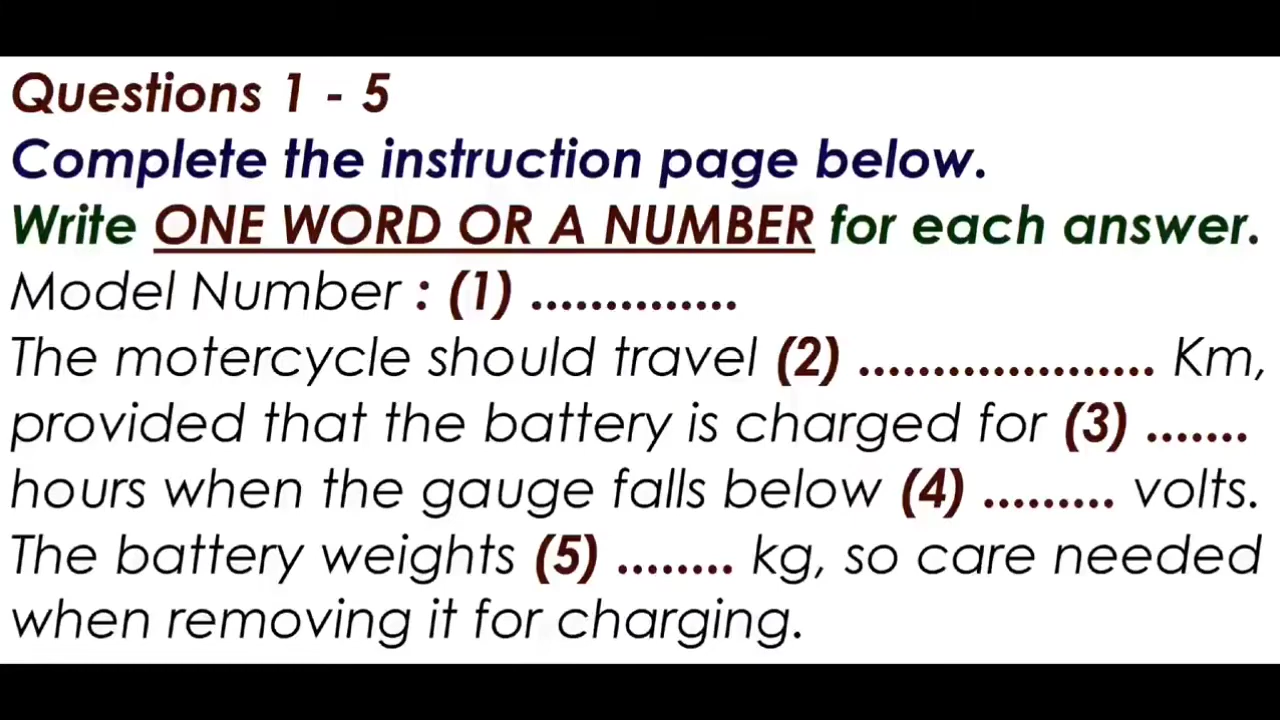 Questions 1 - 5
Complete the instruction page below.
Write ONE WORD OR A NUMBER for each answer.
Model Number : (1) ..............
The motercycle should travel (2) .................... Km,
provided that the battery is charged for (3) .......
hours when the gauge falls below (4) ......... volts.
The battery weights (5) ........ kg, so care needed
when removing it for charging.